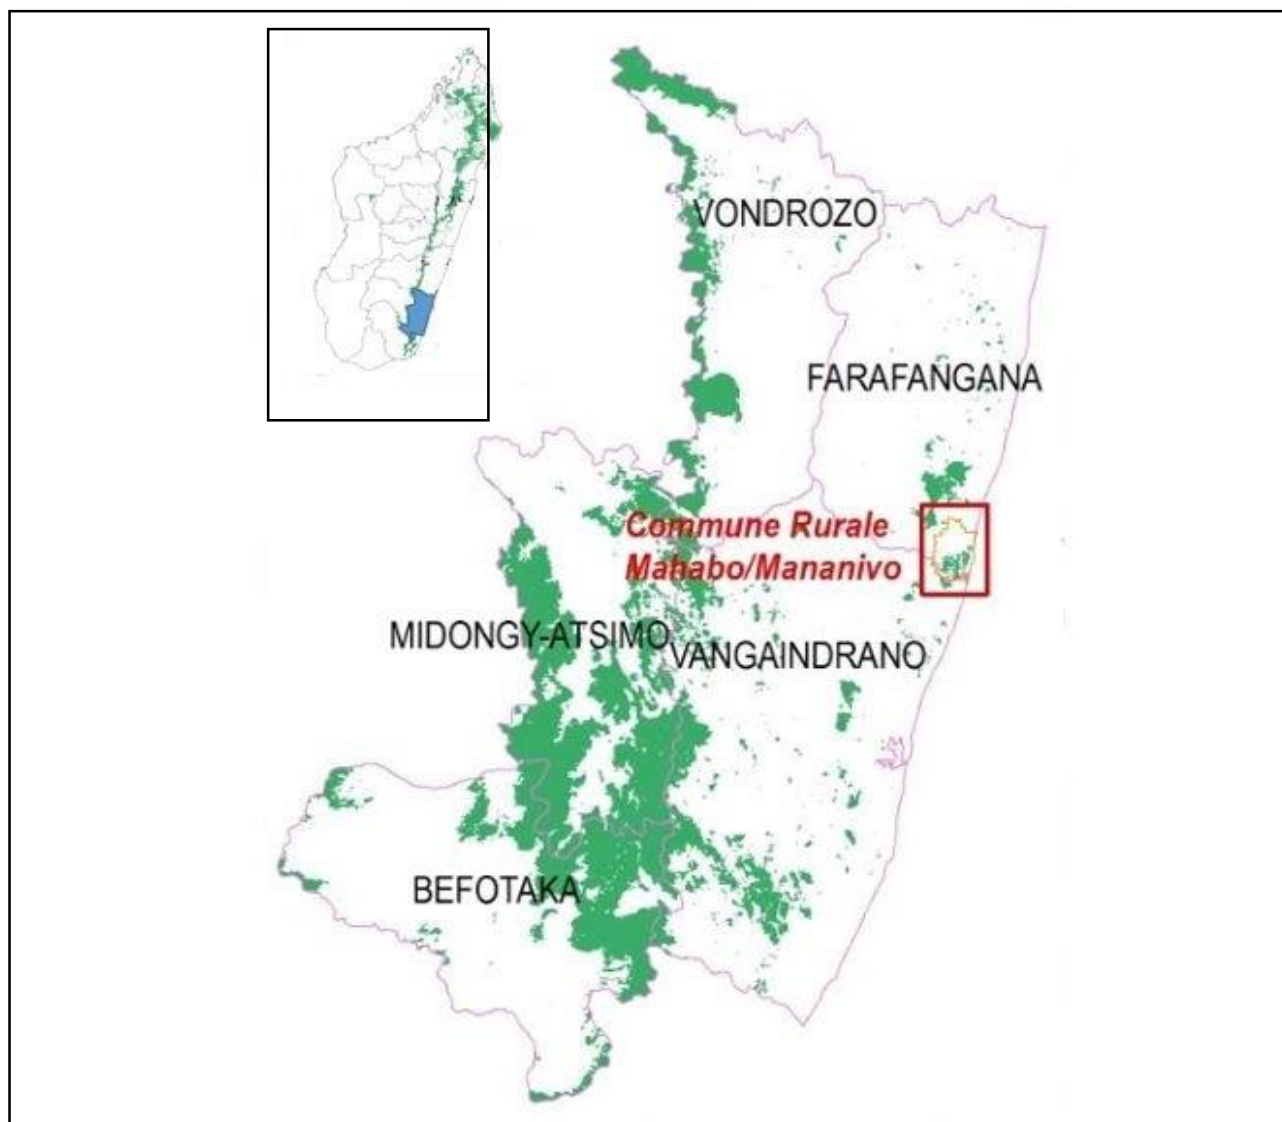 VONDROZO
FARAFANGANA
Commune Rurale
Mahabo/Mananivo
MIDONGY-ATSIMO
VANGAINDRANO
BEFOTAKA